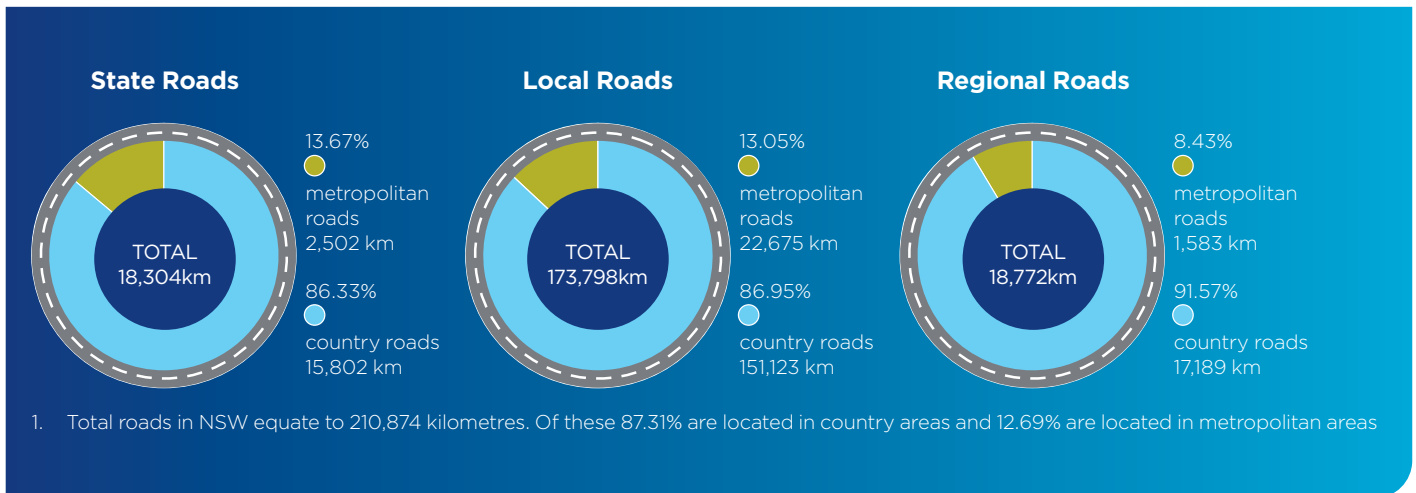 State Roads
13.67%
metropolitan
roads
2,502 km
TOTAL
18,304km
86.33%
country roads
15,802 km
Local Roads
13.05%
metropolitan
roads
22,675 km
TOTAL
173,798km
86.95%
country roads
151,123 km
Regional Roads
8.43%
metropolitan
roads
1,583 km
TOTAL
18,772km
91.57%
country roads
17,189 km
1. Total roads in NSW equate to 210,874 kilometres. Of these 87.31% are located in country areas and 12.69% are located in metropolitan areas